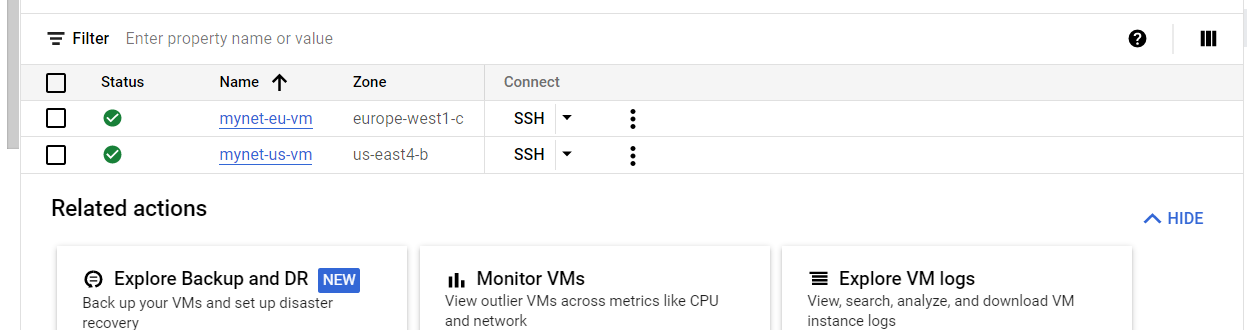 Filter Enter property name or value
Status Name Zone Connect
mynet-eu-vm europe-west1-c SSH
mynet-us-vm us-east4-b SSH
Related actions
HIDE
Explore Backup and DR NEW
Back up your VMs and set up disaster
recovery
Monitor VMs
View outlier VMs across metrics like CPU
and network
Explore VM logs
View, search, analyze, and download VM
instance logs